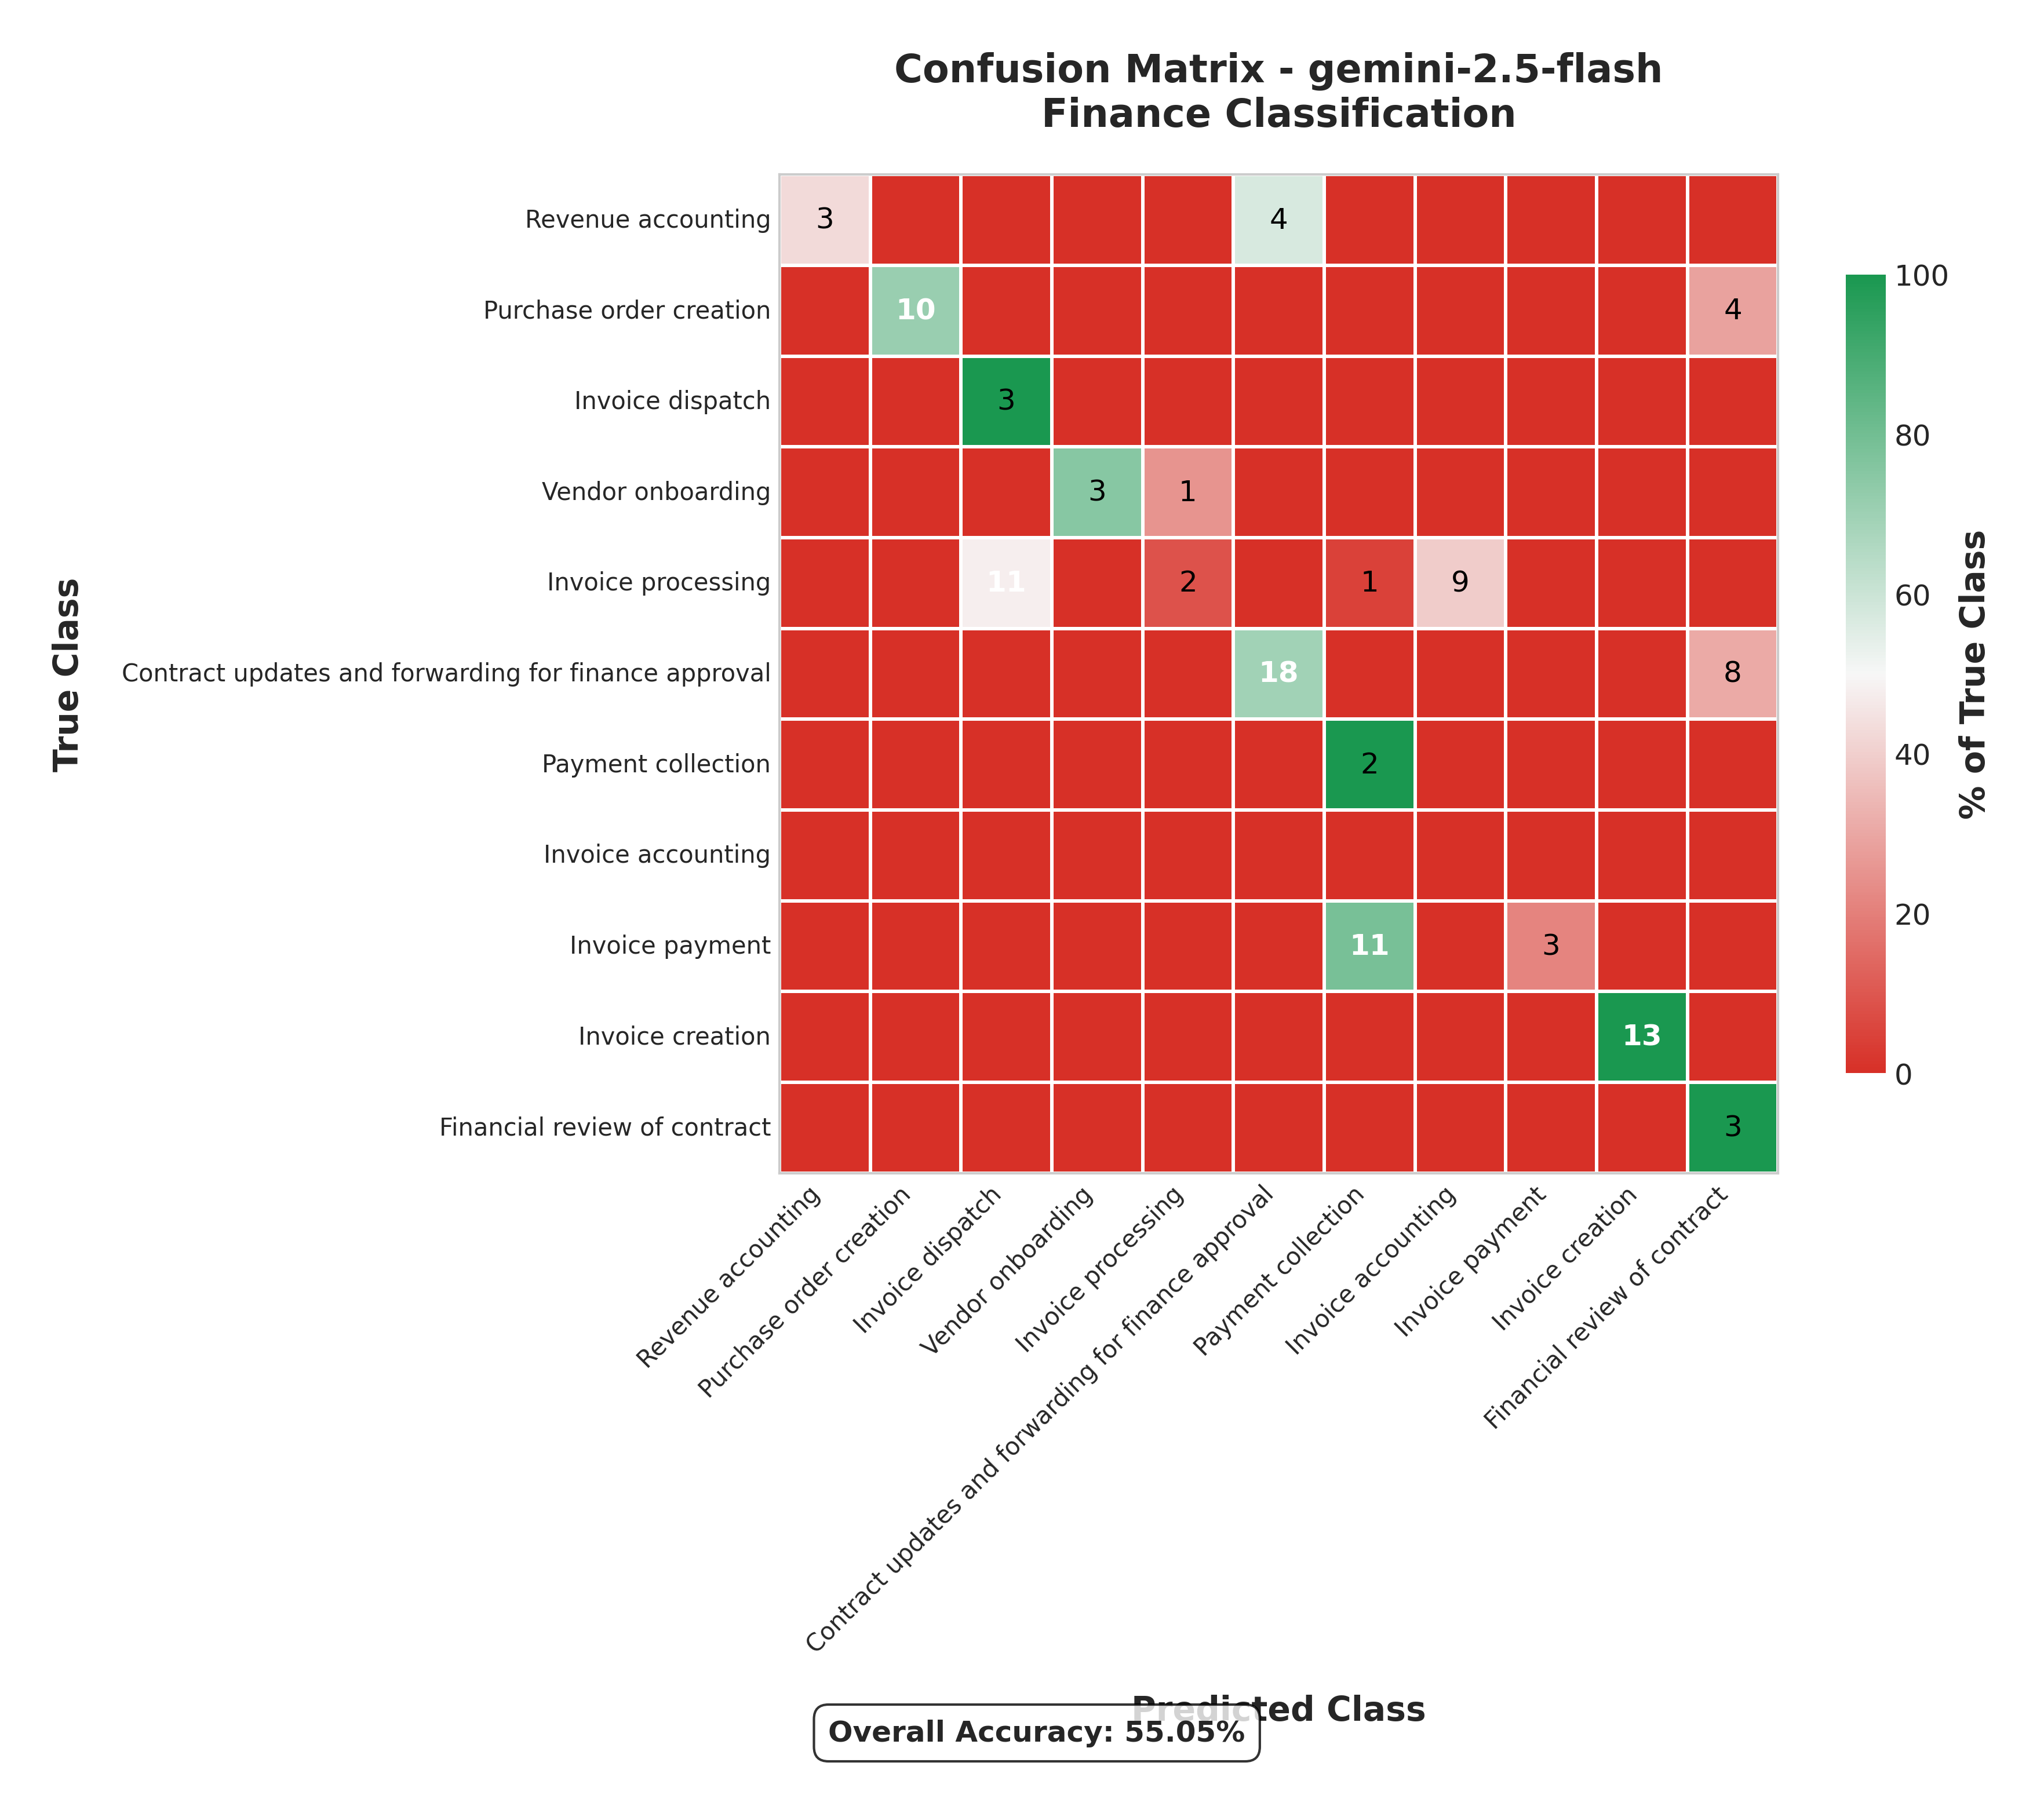 Confusion Matrix - gemini-2.5-flash
Finance Classification
True Class
Revenue accounting 3 4
Purchase order creation 10 4
Invoice dispatch 3
Vendor onboarding 3 1
Invoice processing 11 2 1 9
Contract updates and forwarding for finance approval 18 8
Payment collection 2
Invoice accounting
Invoice payment 11 3
Invoice creation 13
Financial review of contract 3
100
80
60
40
20
0
% of True Class
Revenue accounting
Purchase order creation
Invoice dispatch
Vendor onboarding
Invoice processing
Contract updates and forwarding for finance approval
Payment collection
Invoice accounting
Invoice payment
Invoice creation
Financial review of contract
Predicted Class
Overall Accuracy: 55.05%